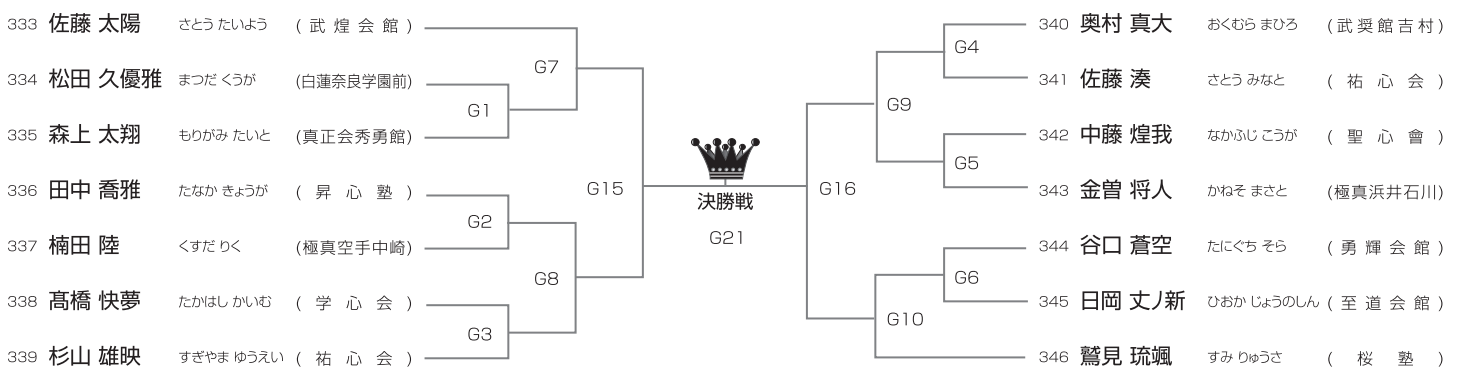 333 佐藤 太陽 さとう たいよう (武煌会館)
334 松田 久優雅 まつだ くうが (白蓮奈良学園前)
335 森上 太翔 もりがみ たいと (真正会秀勇館)
336 田中 喬雅 たなか きょうが (昇心塾)
337 楠田 陸 くすだ りく (極真空手中崎)
338 髙橋 快夢 たかはし かいむ (学心会)
339 杉山 雄映 すぎやま ゆうえい (祐心会)
G7
G1
G15
G2
G8
G3
決勝戦
G21
G4
G9
G5
G16
G6
G10
340 奥村 真大 おくむら まひろ (武奨館吉村)
341 佐藤 湊 さとう みなと (祐心会)
342 中藤 煌我 なかふじ こうが (聖心會)
343 金曽 将人 かねそ まさと (極真浜井石川)
344 谷口 蒼空 たにぐち そら (勇輝会館)
345 日岡 丈ノ新 ひおか じょうのしん (至道会館)
346 鷲見 琉颯 すみ りゅうさ (桜塾)